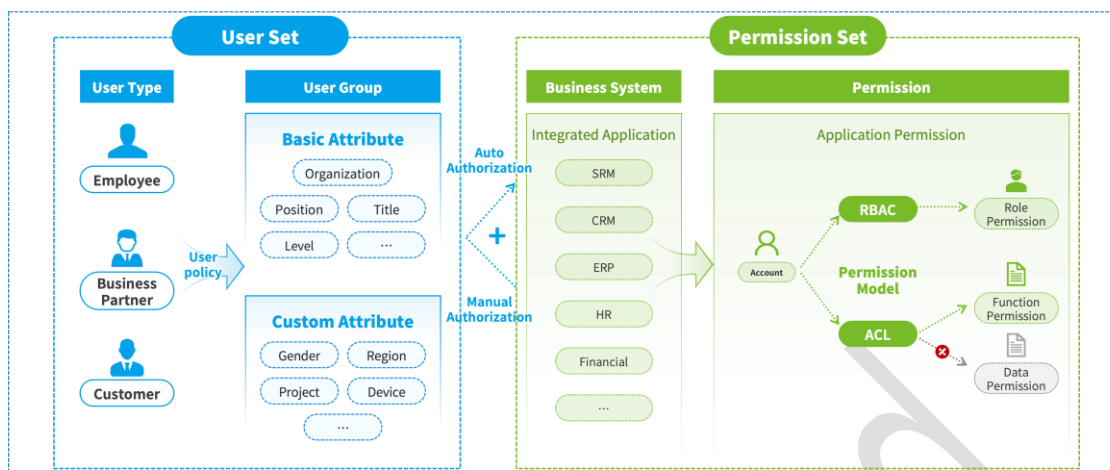 User Set
Permission Set
User Type
User Group
Business System
Permission
Employee
Business
Partner
Customer
User
policy
Basic Attribute
Organization
Position
Title
Level
...
Custom Attribute
Gender
Region
Project
Device
...
Auto
Authorization
+
Manual
Authorization
Integrated Application
SRM
CRM
ERP
HR
Financial
...
Application Permission
Account
RBAC
Permission
Model
ACL
Role
Permission
Function
Permission
Data
Permission